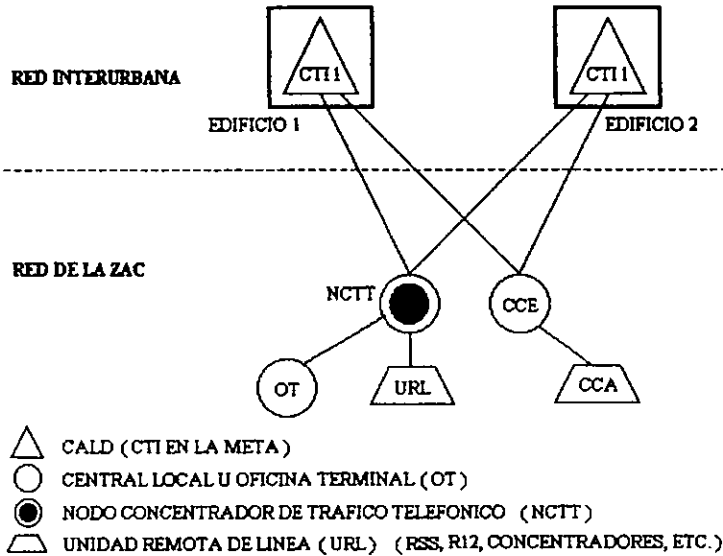 RED INTERURBANA
CTI 1
CTI 1
EDIFICIO 1
EDIFICIO 2
RED DE LA ZAC
NCTT
CCE
OT
URL
CCA
CALD ( CTI EN LA META )
CENTRAL LOCAL U OFICINA TERMINAL ( OT )
NODO CONCENTRADOR DE TRAFICO TELEFONICO ( NCTT )
UNIDAD REMOTA DE LINEA ( URL ) ( RSS, R12, CONCENTRADORES, ETC. )